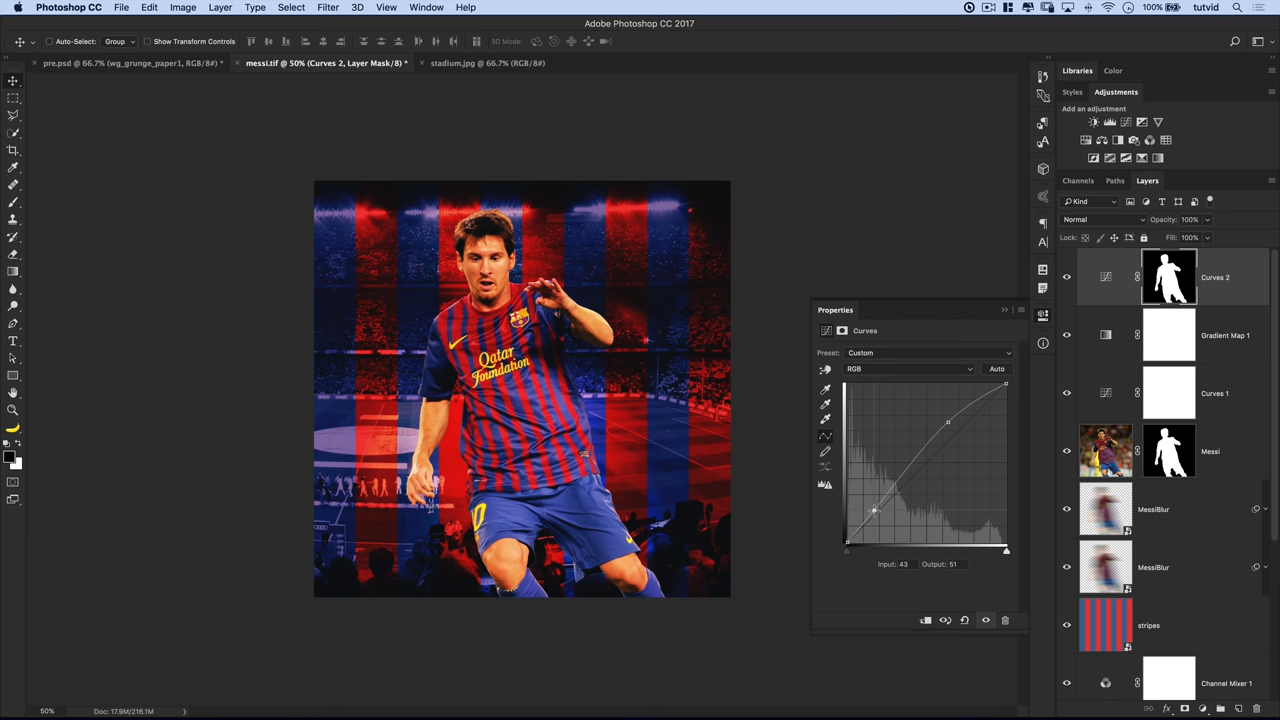 Photoshop CC File Edit Image Layer Type Select Filter 3D View Window Help 100% tutvid
Adobe Photoshop CC 2017
Auto-Select: Group Show Transform Controls 3D Mode:
× pre.psd @ 66.7% (wg_grunge_paper1, RGB/8#) * × messi.tif @ 50% (Curves 2, Layer Mask/8) * × stadium.jpg @ 66.7% (RGB/8#)
Libraries Color
Styles Adjustments
Add an adjustment
Channels Paths Layers
Kind
Normal Opacity: 100%
Lock: Fill: 100%
Curves 2
Gradient Map 1
Curves 1
Messi
MessiBlur
MessiBlur
stripes
Channel Mixer 1
Properties
Curves
Preset: Custom
RGB Auto
Input: 43 Output: 51
Qatar
Foundation
50% Doc: 17.9M/216.1M